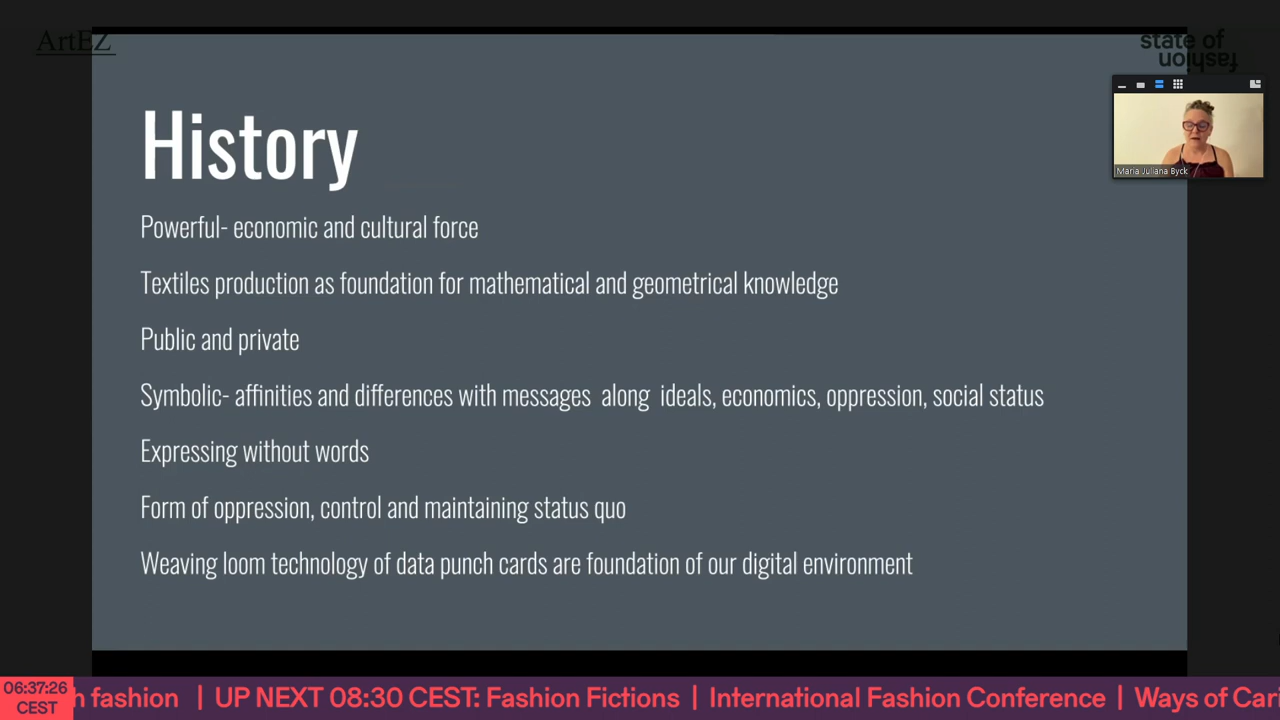 ArtEZ
state of
fashion
Maria Juliana Byck
History
Powerful- economic and cultural force
Textiles production as foundation for mathematical and geometrical knowledge
Public and private
Symbolic- affinities and differences with messages  along  ideals, economics, oppression, social status
Expressing without words
Form of oppression, control and maintaining status quo
Weaving loom technology of data punch cards are foundation of our digital environment
06:37:26
CEST
h fashion | UP NEXT 08:30 CEST: Fashion Fictions | International Fashion Conference | Ways of Cari